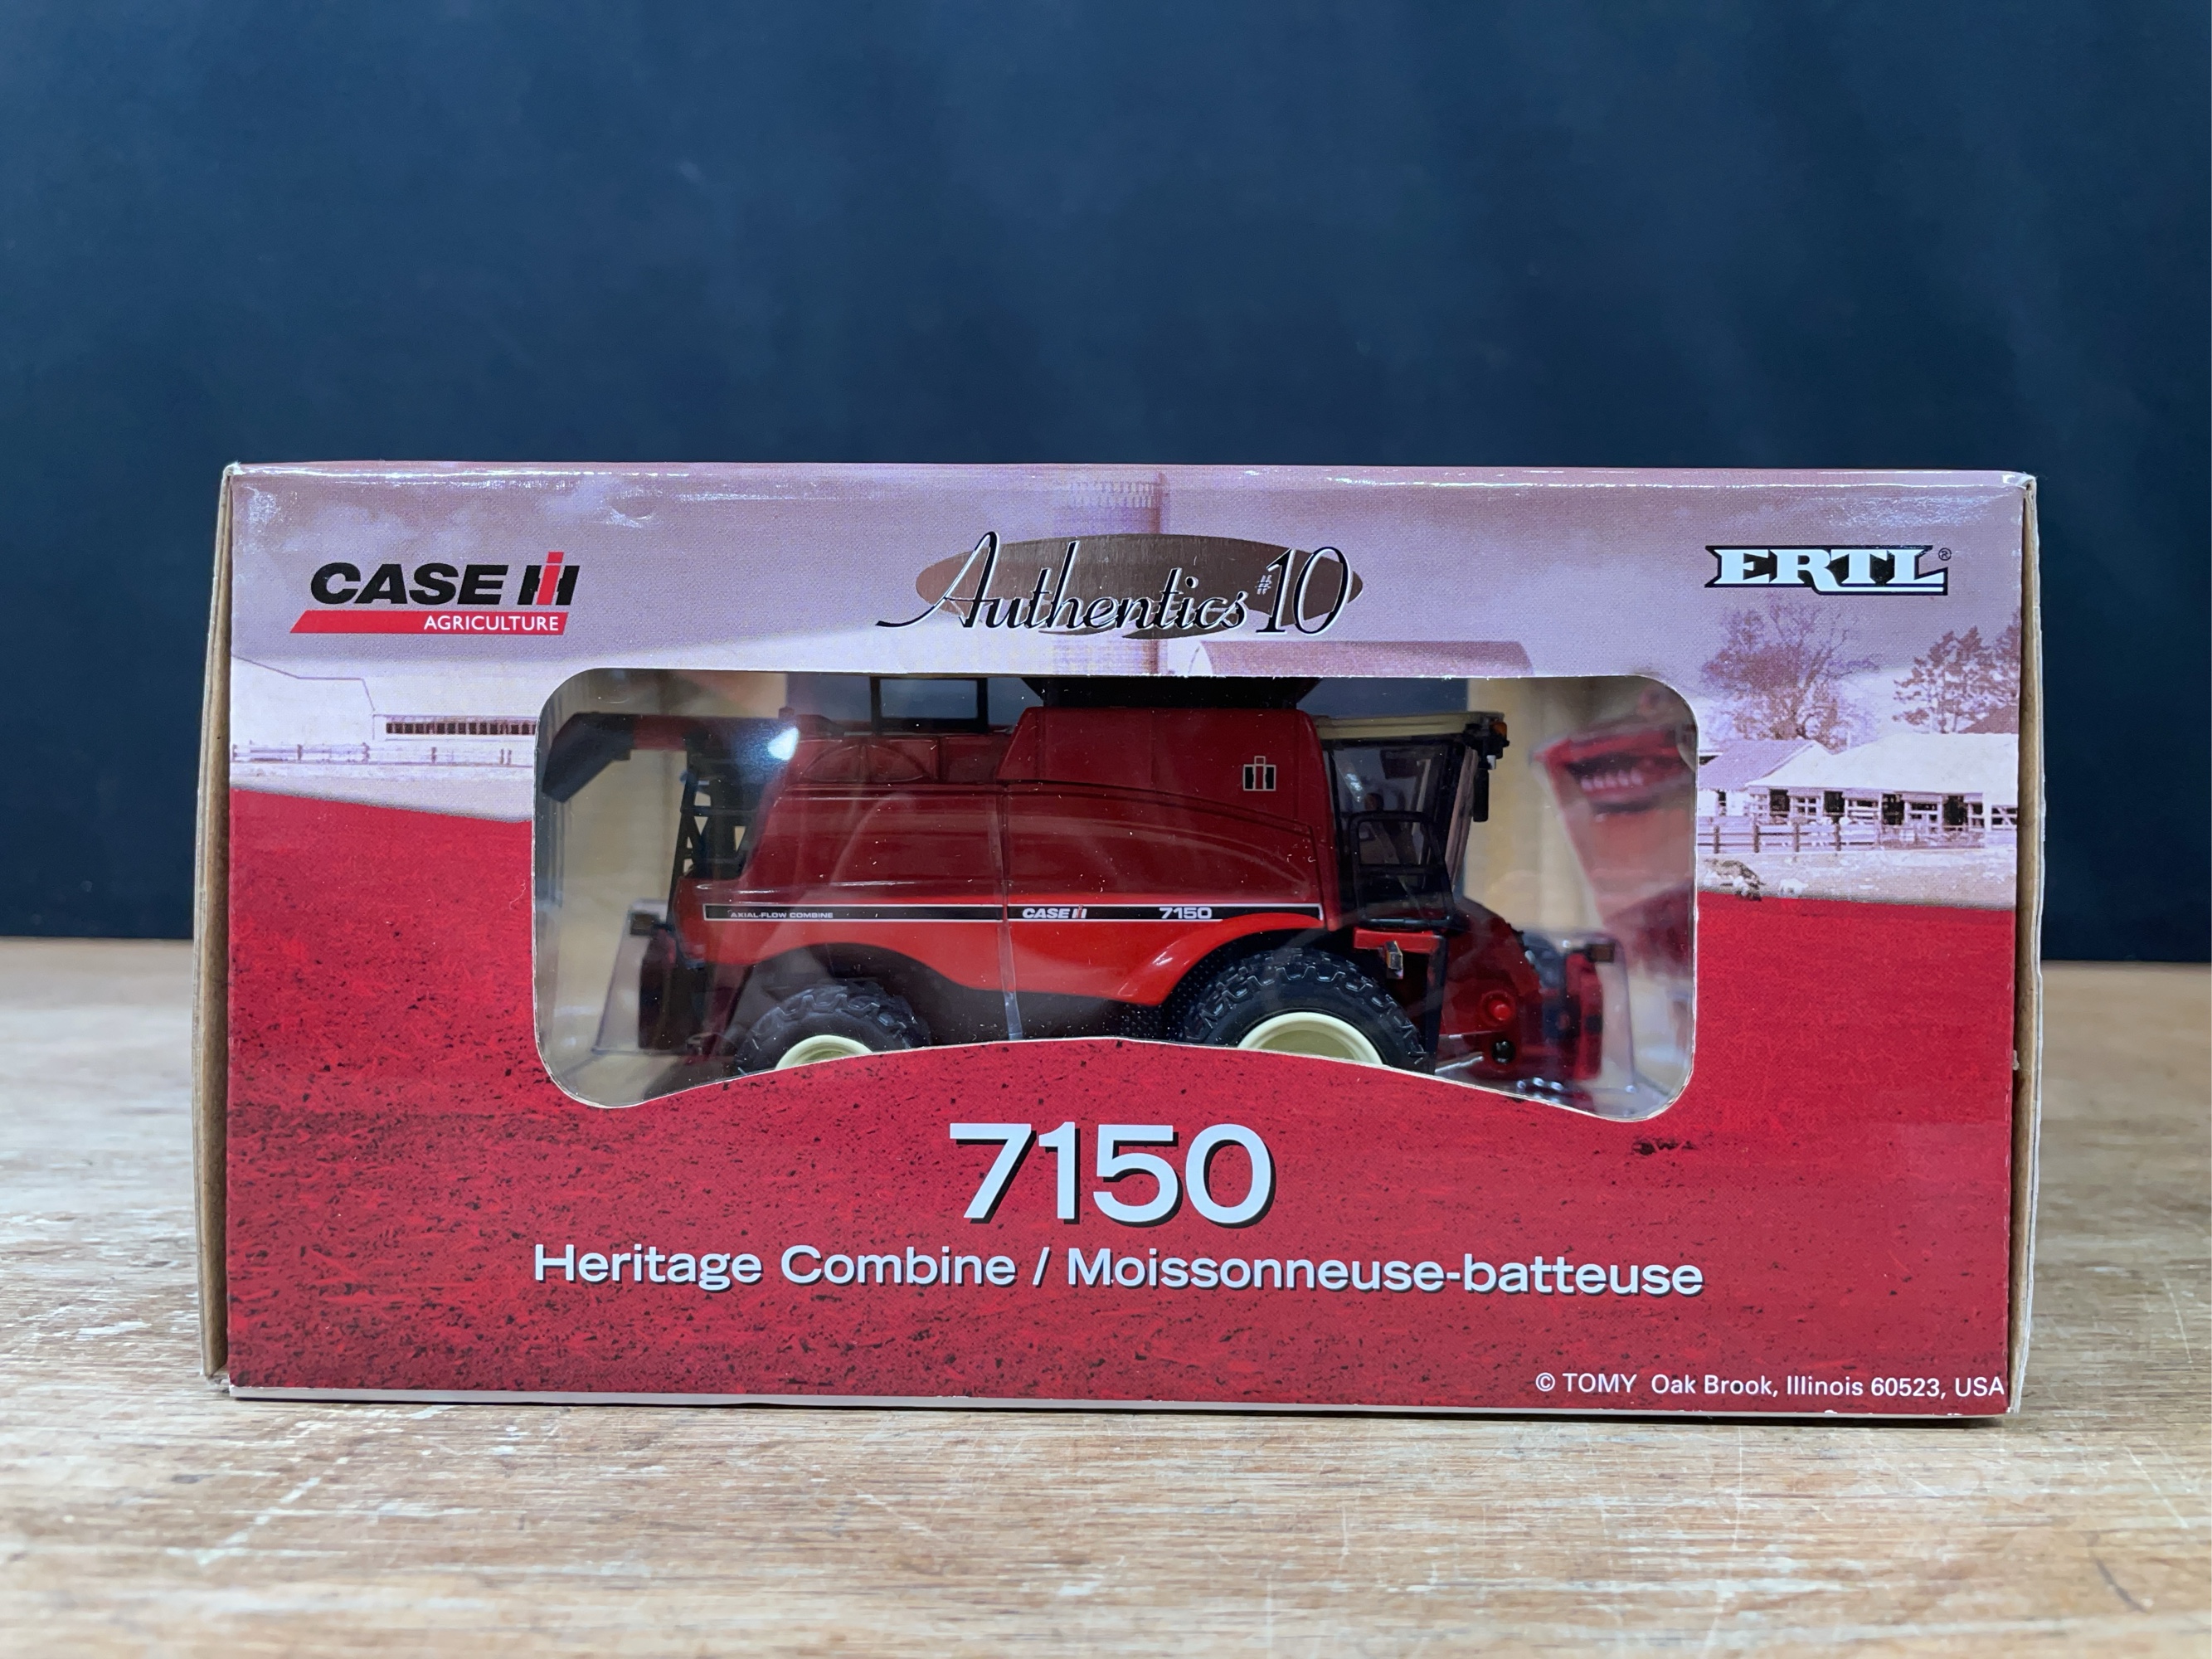 CASE IH
AGRICULTURE
Authentics #10
ERTL®
IH
AXIAL-FLOW COMBINE CASE IH 7150
7150
Heritage Combine / Moissonneuse-batteuse
© TOMY Oak Brook, Illinois 60523, USA